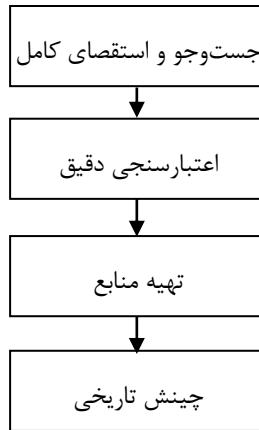 جست‌وجو و استقصای کامل
اعتبارسنجی دقیق
تهیه منابع
چینش تاریخی